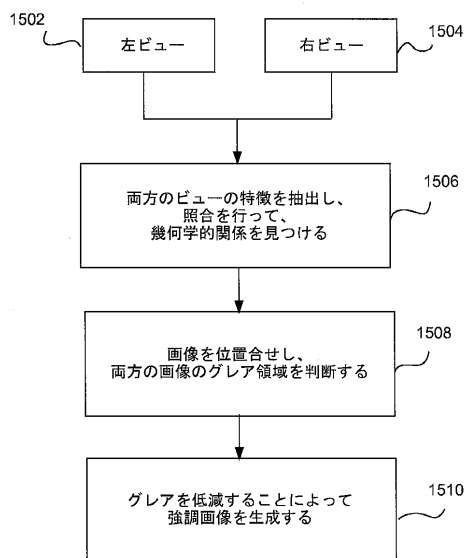 1502
左ビュー
右ビュー
1504
両方のビューの特徴を抽出し、
照合を行って、
幾何学的関係を見つける
1506
画像を位置合せし、
両方の画像のグレア領域を判断する
1508
グレアを低減することによって
強調画像を生成する
1510